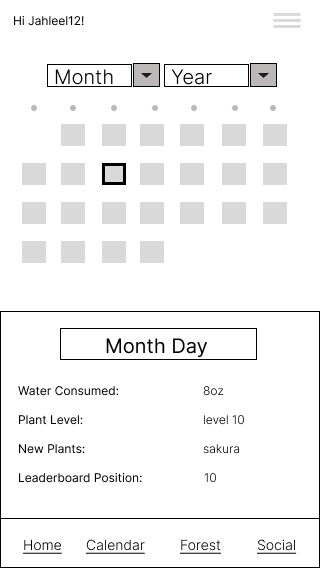 Hi Jahleel12!
Month Year
Month Day
Water Consumed: 8oz
Plant Level: level 10
New Plants: sakura
Leaderboard Position: 10
Home Calendar Forest Social